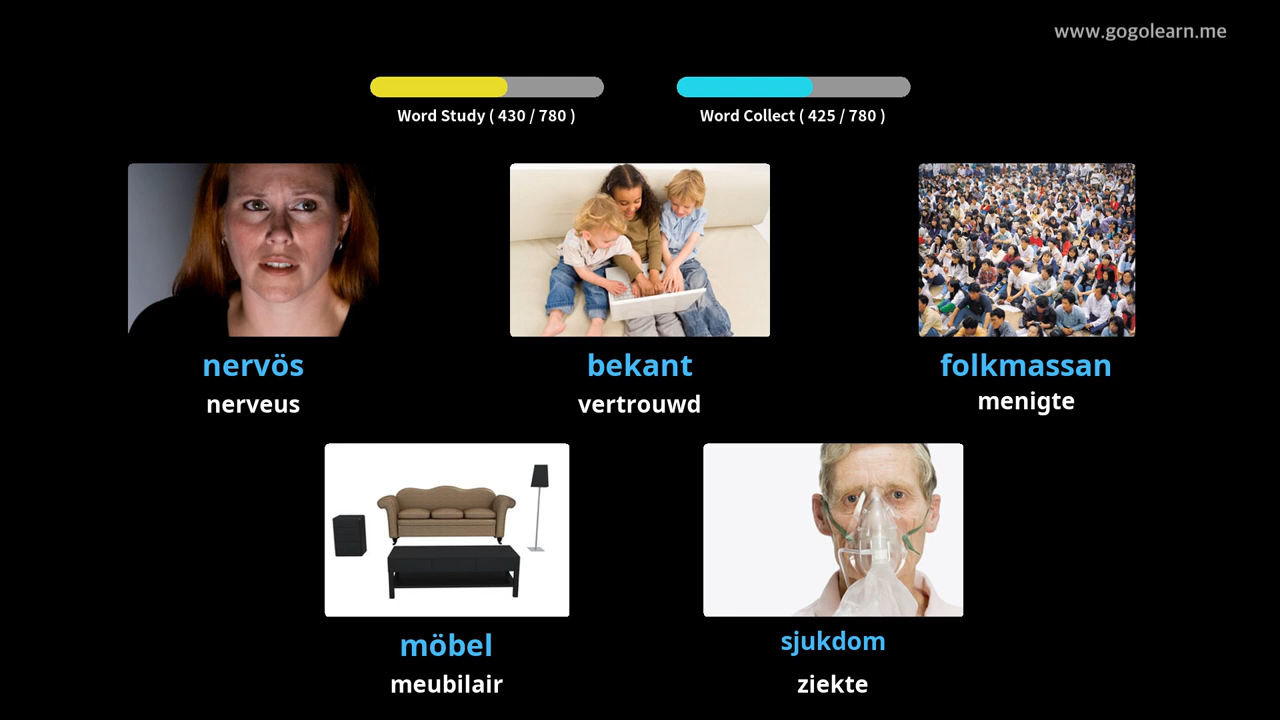 www.gogolearn.me
Word Study ( 430 / 780 )
Word Collect ( 425 / 780 )
nervös
nerveus
bekant
vertrouwd
folkmassan
menigte
möbel
meubilair
sjukdom
ziekte